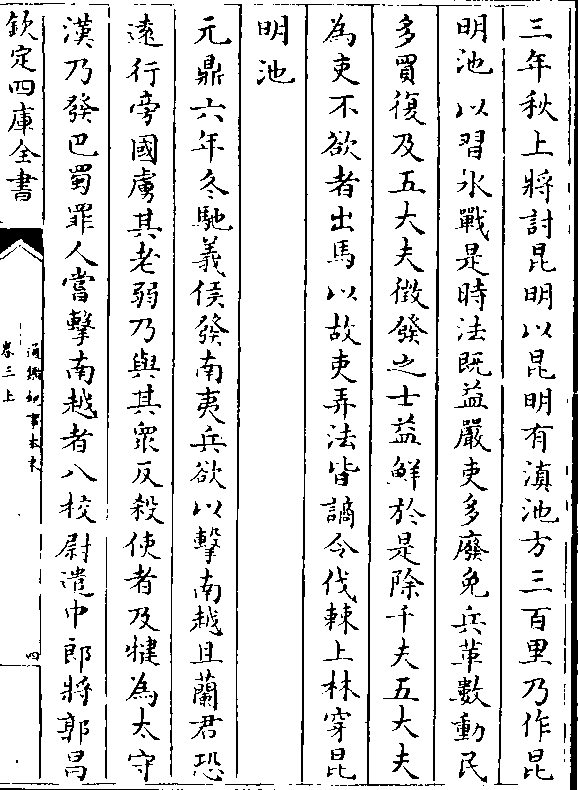 三年秋上將討昆明以昆明有滇池方三百里乃作昆
明池以習水戰是時法既益嚴吏多廢免兵革數動民
多買復及五大夫徴發之士益鮮於是除千夫五大夫
為吏不欲者出馬以故吏弄法皆謫令伐棘上林穿昆
明池
元鼎六年冬馳義侯發南夷兵欲以擊南越且蘭君恐
逺行旁國虜其老弱乃與其衆反殺使者及犍為太守
漢乃發巴蜀罪人當擊南越者八校尉遣中郎將郭昌
欽定四庫全書
通鑑紀事本末
卷三上
四